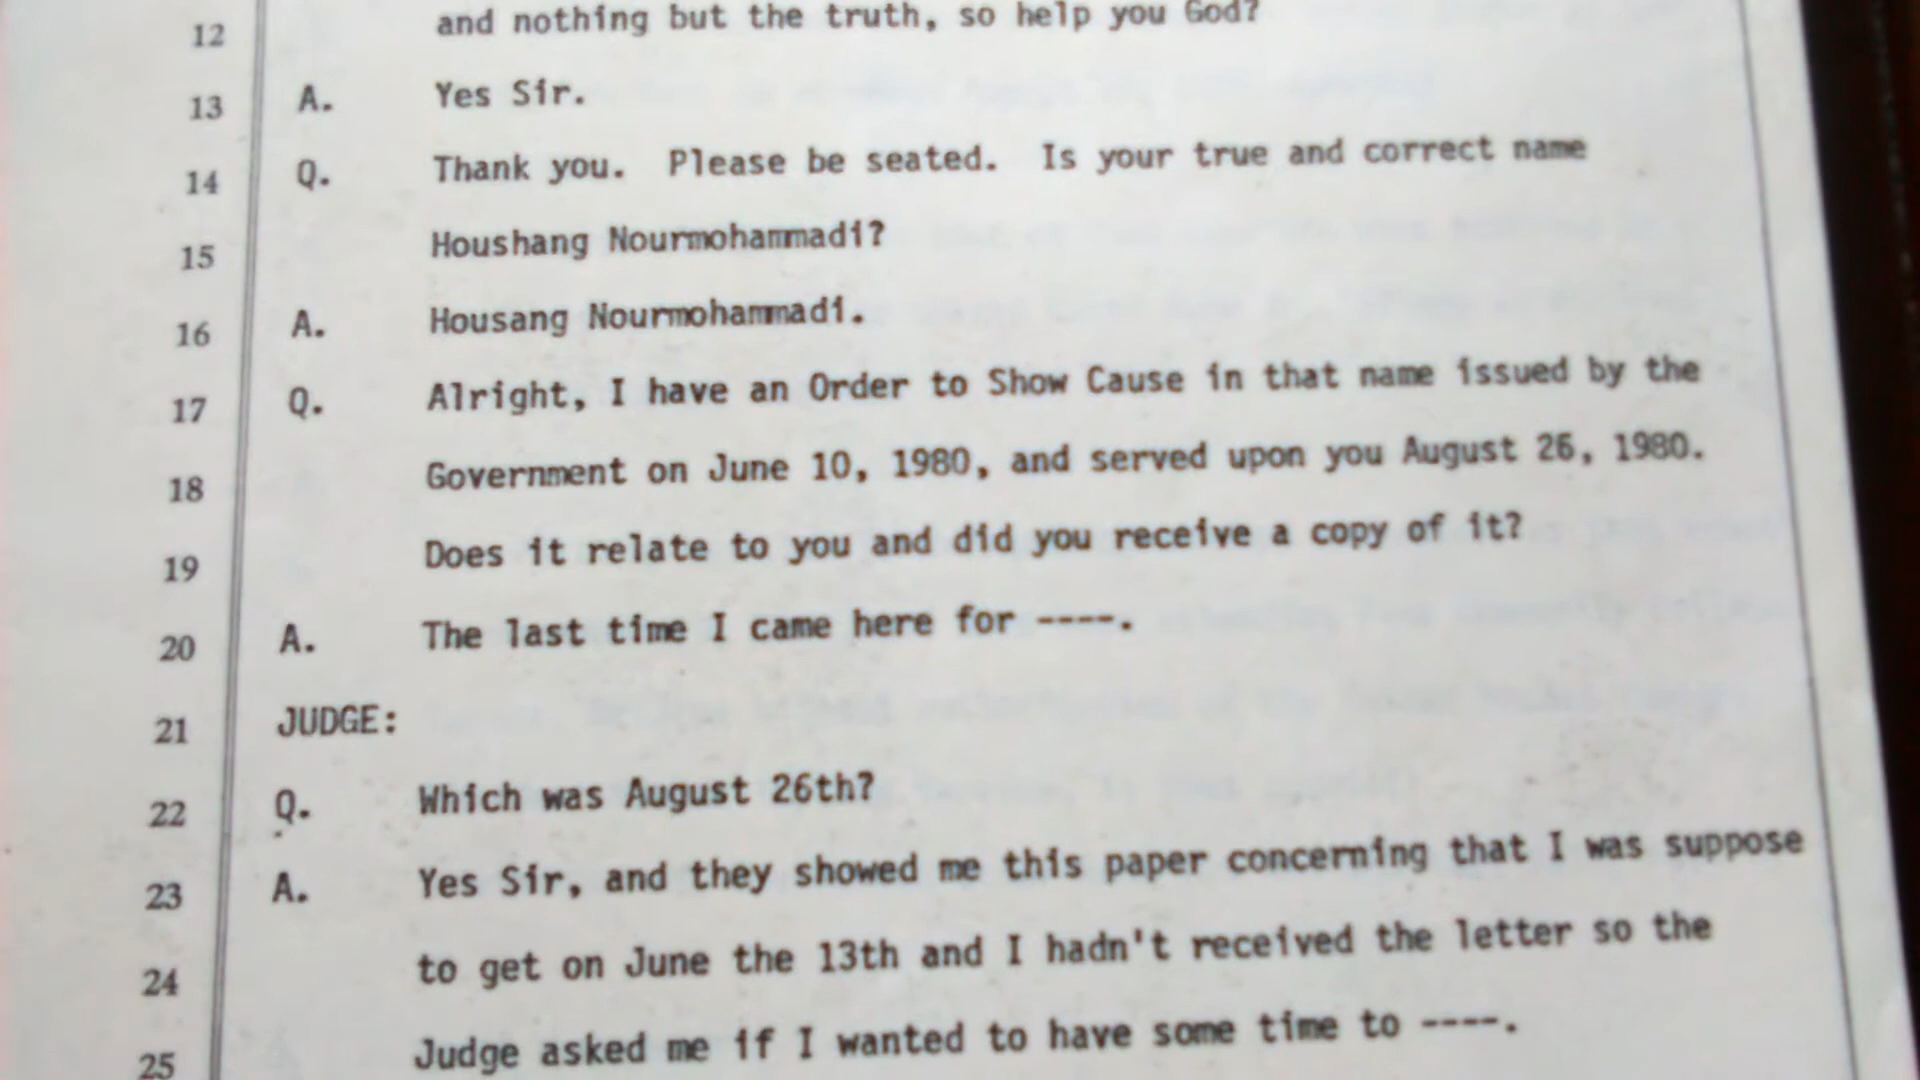 12 and nothing but the truth, so help you God?
13 A. Yes Sir.
14 Q. Thank you. Please be seated. Is your true and correct name
15 Houshang Nourmohammadi?
16 A. Housang Nourmohammadi.
17 Q. Alright, I have an Order to Show Cause in that name issued by the
18 Government on June 10, 1980, and served upon you August 26, 1980.
19 Does it relate to you and did you receive a copy of it?
20 A. The last time I came here for ----.
21 JUDGE:
22 Q. Which was August 26th?
23 A. Yes Sir, and they showed me this paper concerning that I was suppose
24 to get on June the 13th and I hadn't received the letter so the
25 Judge asked me if I wanted to have some time to ----.